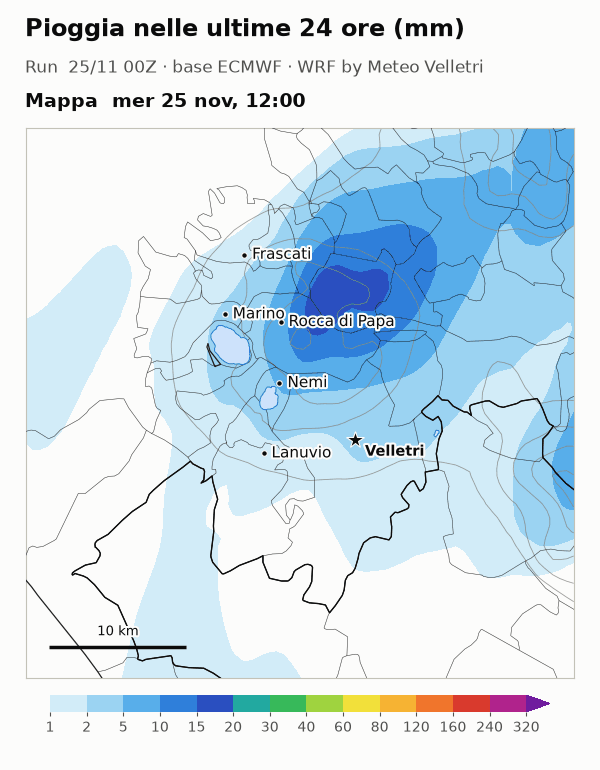 Pioggia nelle ultime 24 ore (mm)
Run  25/11 00Z · base ECMWF · WRF by Meteo Velletri
Mappa  mer 25 nov, 12:00
Frascati
Marino
Rocca di Papa
Nemi
Velletri
Lanuvio
10 km
1 2 5 10 15 20 30 40 60 80 120 160 240 320